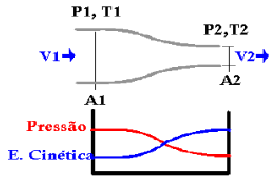 P1, T1
P2,T2
V1
V2
A2
A1
Pressão
E. Cinética